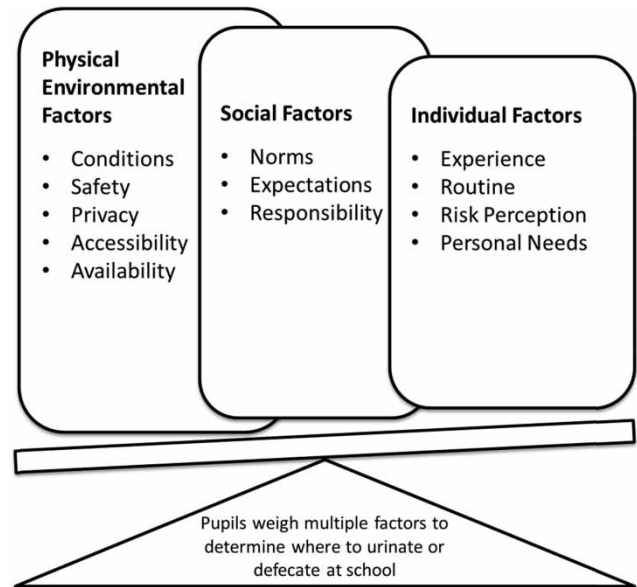 Physical
Environmental
Factors
• Conditions
• Safety
• Privacy
• Accessibility
• Availability
Social Factors
• Norms
• Expectations
• Responsibility
Individual Factors
• Experience
• Routine
• Risk Perception
• Personal Needs
Pupils weigh multiple factors to
determine where to urinate or
defecate at school